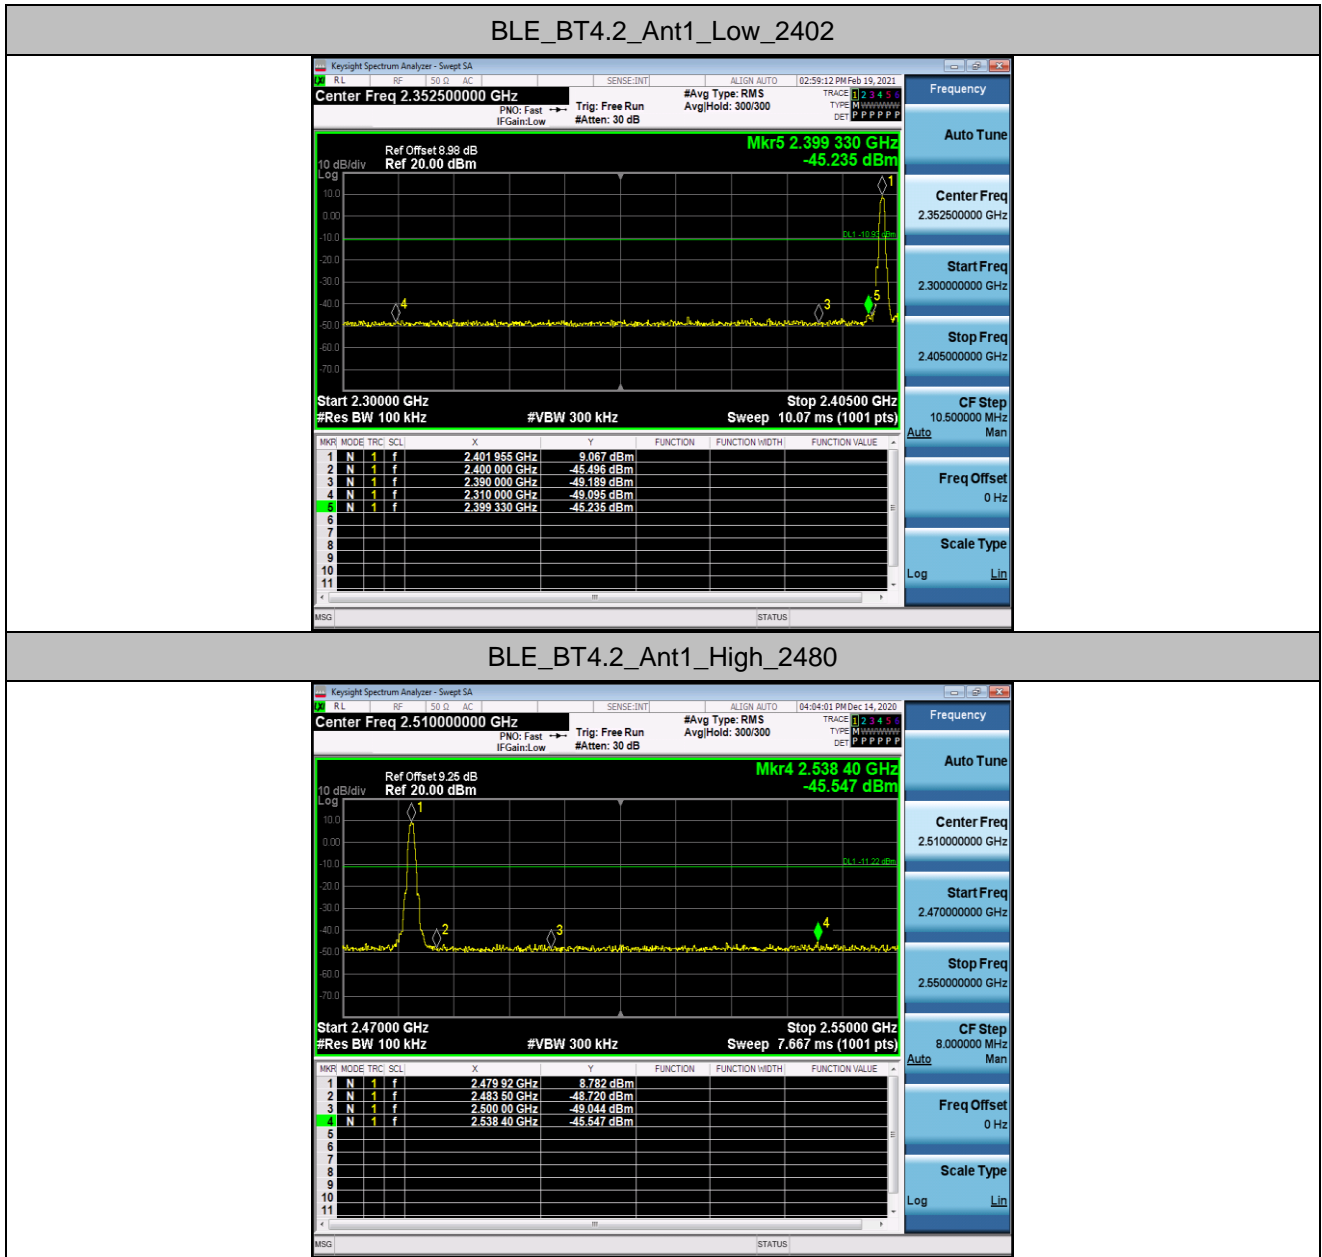 BLE_BT4.2_Ant1_Low_2402
Keysight Spectrum Analyzer - Swept SA
RL RF 50 Ω AC SENSE:INT ALIGN AUTO 02:59:12 PM Feb 19, 2021
Center Freq 2.352500000 GHz #Avg Type: RMS TRACE 1 2 3 4 5 6 Frequency
PNO: Fast Trig: Free Run Avg|Hold: 300/300 TYPE M WWWWW
IFGain:Low #Atten: 30 dB DET P P P P P P
Auto Tune
Mkr5 2.399 330 GHz
Ref Offset 8.98 dB
10 dB/div Ref 20.00 dBm -45.235 dBm
Log
1
10.0
Center Freq
0.00
2.352500000 GHz
-10.0
DL1 -10.93 dBm
-20.0
Start Freq
-30.0
2.300000000 GHz
-40.0
4 3 5
-50.0
Stop Freq
-60.0
2.405000000 GHz
-70.0
Start 2.30000 GHz Stop 2.40500 GHz
#Res BW 100 kHz #VBW 300 kHz Sweep 10.07 ms (1001 pts)
CF Step
10.500000 MHz
Auto Man
MKR MODE TRC SCL X Y FUNCTION FUNCTION WIDTH FUNCTION VALUE
1 N 1 f 2.401 955 GHz 9.067 dBm
2 N 1 f 2.400 000 GHz -45.496 dBm
3 N 1 f 2.390 000 GHz -49.189 dBm
4 N 1 f 2.310 000 GHz -49.095 dBm
5 N 1 f 2.399 330 GHz -45.235 dBm
6
7
8
9
10
11
Freq Offset
0 Hz
Scale Type
Log Lin
MSG STATUS
BLE_BT4.2_Ant1_High_2480
Keysight Spectrum Analyzer - Swept SA
RL RF 50 Ω AC SENSE:INT ALIGN AUTO 04:04:01 PM Dec 14, 2020
Center Freq 2.510000000 GHz #Avg Type: RMS TRACE 1 2 3 4 5 6 Frequency
PNO: Fast Trig: Free Run Avg|Hold: 300/300 TYPE M WWWWW
IFGain:Low #Atten: 30 dB DET P P P P P P
Auto Tune
Mkr4 2.538 40 GHz
Ref Offset 9.25 dB
10 dB/div Ref 20.00 dBm -45.547 dBm
Log
1
10.0
Center Freq
0.00
2.510000000 GHz
-10.0
DL1 -11.22 dBm
-20.0
Start Freq
-30.0
2.470000000 GHz
-40.0
2 3 4
-50.0
Stop Freq
-60.0
2.550000000 GHz
-70.0
Start 2.47000 GHz Stop 2.55000 GHz
#Res BW 100 kHz #VBW 300 kHz Sweep 7.667 ms (1001 pts)
CF Step
8.000000 MHz
Auto Man
MKR MODE TRC SCL X Y FUNCTION FUNCTION WIDTH FUNCTION VALUE
1 N 1 f 2.479 92 GHz 8.782 dBm
2 N 1 f 2.483 50 GHz -48.720 dBm
3 N 1 f 2.500 00 GHz -49.044 dBm
4 N 1 f 2.538 40 GHz -45.547 dBm
5
6
7
8
9
10
11
Freq Offset
0 Hz
Scale Type
Log Lin
MSG STATUS